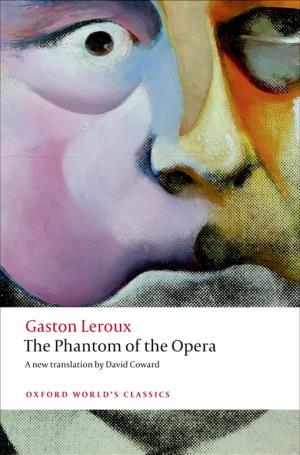 Gaston Leroux
The Phantom of the Opera
A new translation by David Coward
OXFORD WORLD'S CLASSICS